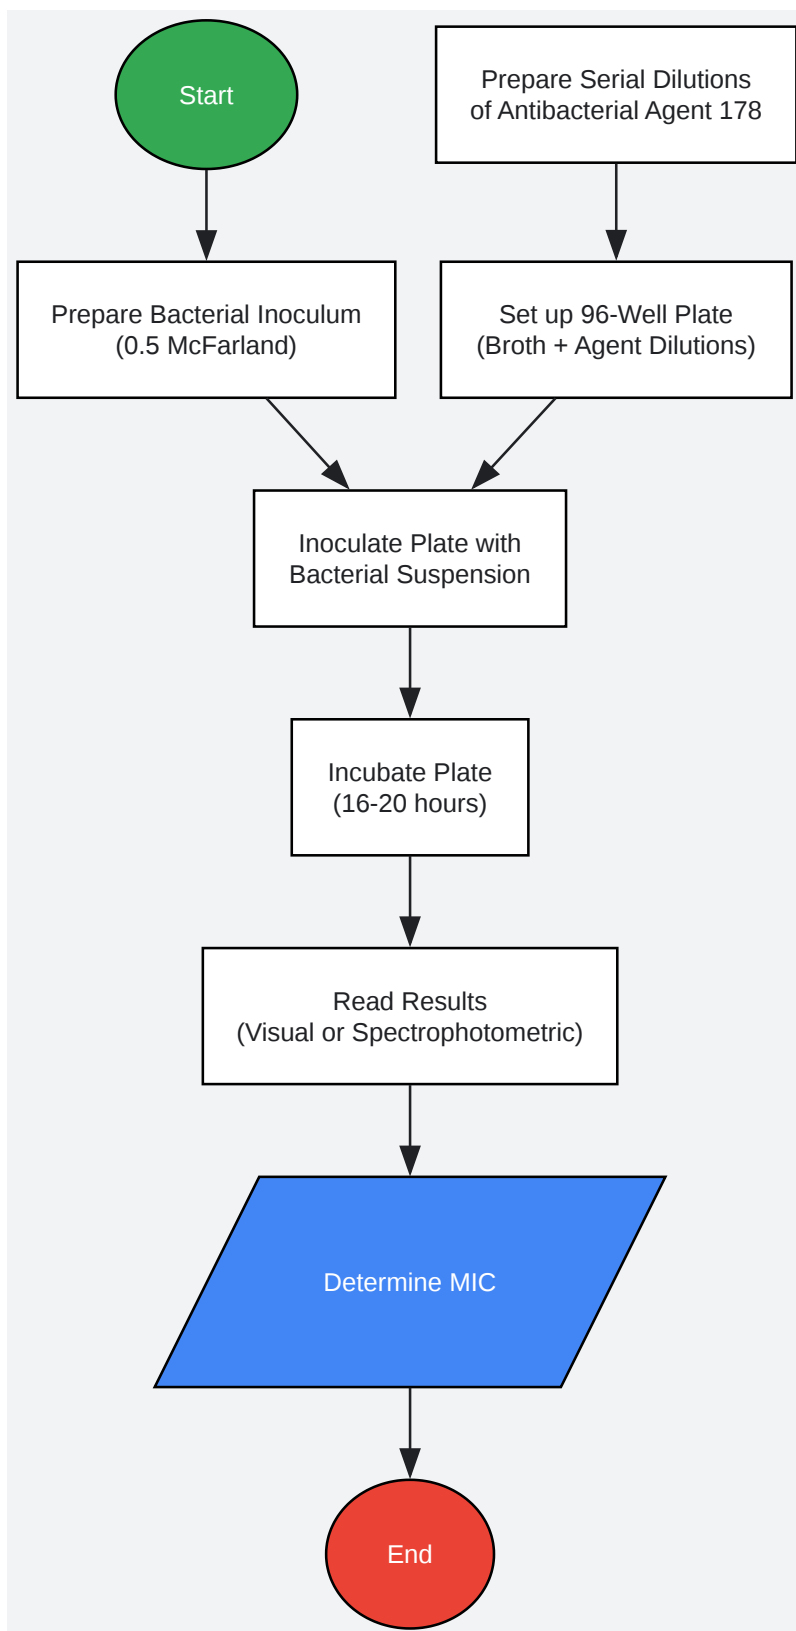 Start
Prepare Serial Dilutions
of Antibacterial Agent 178
Prepare Bacterial Inoculum
(0.5 McFarland)
Set up 96-Well Plate
(Broth + Agent Dilutions)
Inoculate Plate with
Bacterial Suspension
Incubate Plate
(16-20 hours)
Read Results
(Visual or Spectrophotometric)
Determine MIC
End